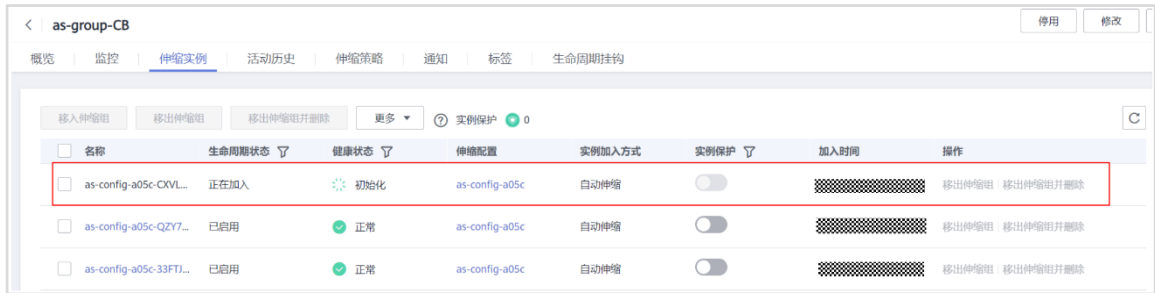 as-group-CB 停用 修改
概览 监控 伸缩实例 活动历史 伸缩策略 通知 标签 生命周期挂钩
移入伸缩组 移出伸缩组 移出伸缩组并删除 更多 ? 实例保护 0
名称 生命周期状态 健康状态 伸缩配置 实例加入方式 实例保护 加入时间 操作
as-config-a05c-CXVL... 正在加入 初始化 as-config-a05c 自动伸缩 移出伸缩组 移出伸缩组并删除
as-config-a05c-QZY7... 已启用 正常 as-config-a05c 自动伸缩 移出伸缩组 移出伸缩组并删除
as-config-a05c-33FTJ... 已启用 正常 as-config-a05c 自动伸缩 移出伸缩组 移出伸缩组并删除